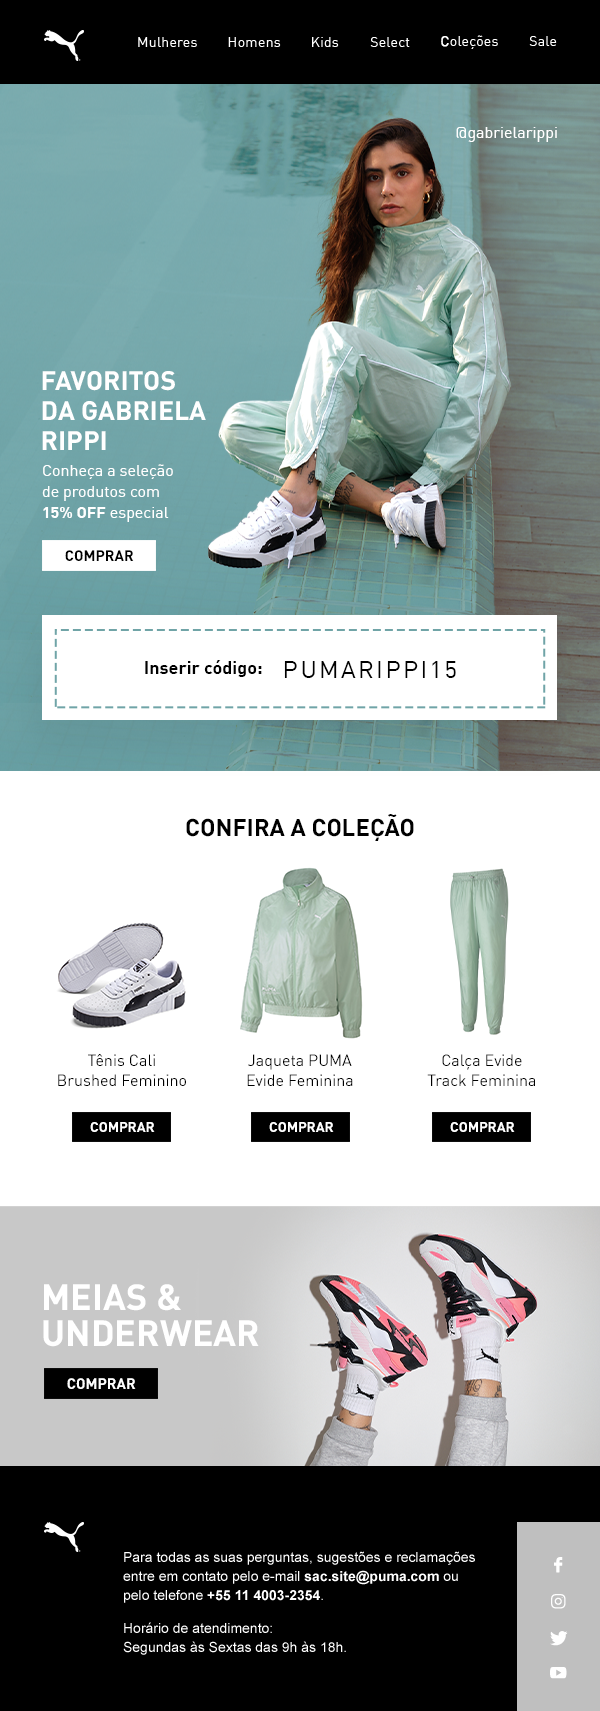 Mulheres Homens Kids Select Coleções Sale
@gabrielarippi
FAVORITOS
DA GABRIELA
RIPPI
Conheça a seleção
de produtos com
15% OFF especial
COMPRAR
Inserir código: PUMARIPPI15
CONFIRA A COLEÇÃO
Tênis Cali
Brushed Feminino
COMPRAR
Jaqueta PUMA
Evide Feminina
COMPRAR
Calça Evide
Track Feminina
COMPRAR
MEIAS &
UNDERWEAR
COMPRAR
Para todas as suas perguntas, sugestões e reclamações
entre em contato pelo e-mail sac.site@puma.com ou
pelo telefone +55 11 4003-2354.
Horário de atendimento:
Segundas às Sextas das 9h às 18h.